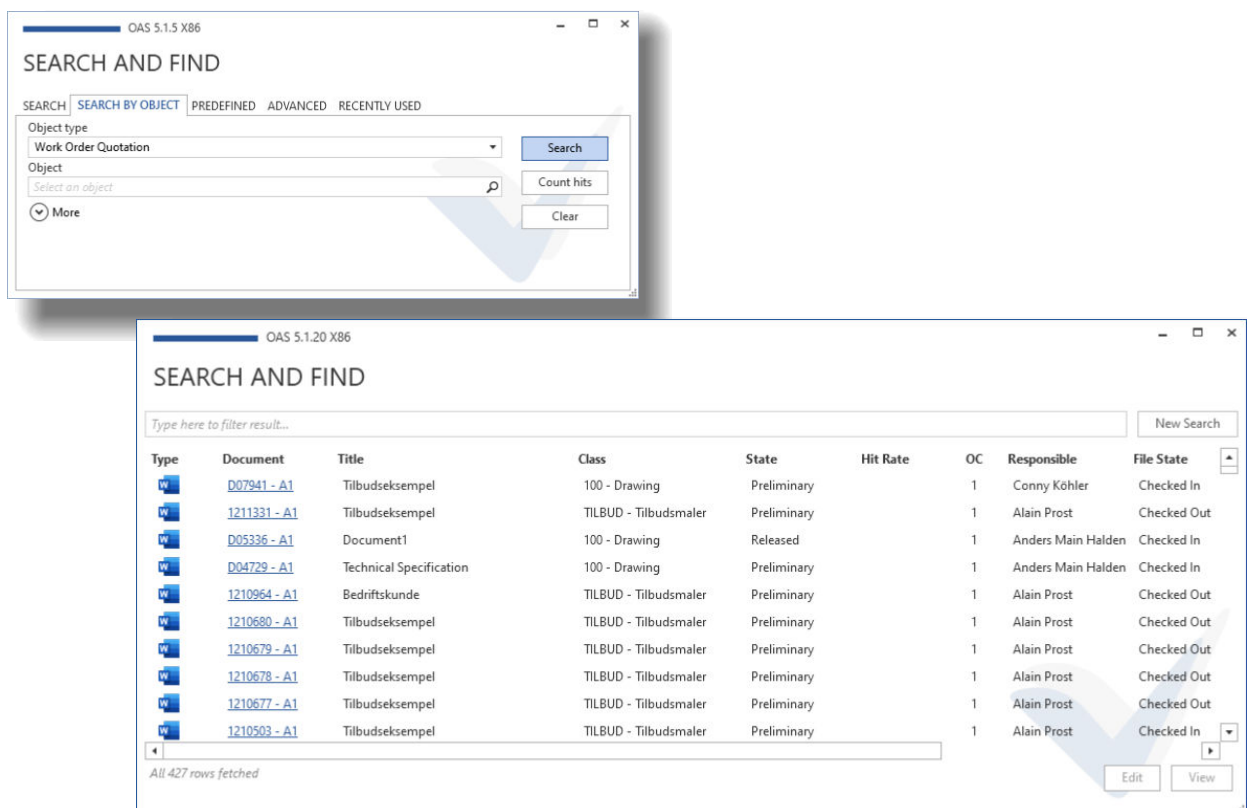 OAS 5.1.5 X86
SEARCH AND FIND
SEARCH SEARCH BY OBJECT PREDEFINED ADVANCED RECENTLY USED
Object type
Work Order Quotation
Search
Object
Select an object
Count hits
More
Clear
OAS 5.1.20 X86
SEARCH AND FIND
Type here to filter result...
New Search
Type Document Title Class State Hit Rate OC Responsible File State
D07941 - A1 Tilbudseksempel 100 - Drawing Preliminary 1 Conny Köhler Checked In
1211331 - A1 Tilbudseksempel TILBUD - Tilbudsmaler Preliminary 1 Alain Prost Checked Out
D05336 - A1 Document1 100 - Drawing Released 1 Anders Main Halden Checked In
D04729 - A1 Technical Specification 100 - Drawing Preliminary 1 Anders Main Halden Checked In
1210964 - A1 Bedriftskunde TILBUD - Tilbudsmaler Preliminary 1 Alain Prost Checked Out
1210680 - A1 Tilbudseksempel TILBUD - Tilbudsmaler Preliminary 1 Alain Prost Checked Out
1210679 - A1 Tilbudseksempel TILBUD - Tilbudsmaler Preliminary 1 Alain Prost Checked Out
1210678 - A1 Tilbudseksempel TILBUD - Tilbudsmaler Preliminary 1 Alain Prost Checked Out
1210677 - A1 Tilbudseksempel TILBUD - Tilbudsmaler Preliminary 1 Alain Prost Checked Out
1210503 - A1 Tilbudseksempel TILBUD - Tilbudsmaler Preliminary 1 Alain Prost Checked In
All 427 rows fetched
Edit View